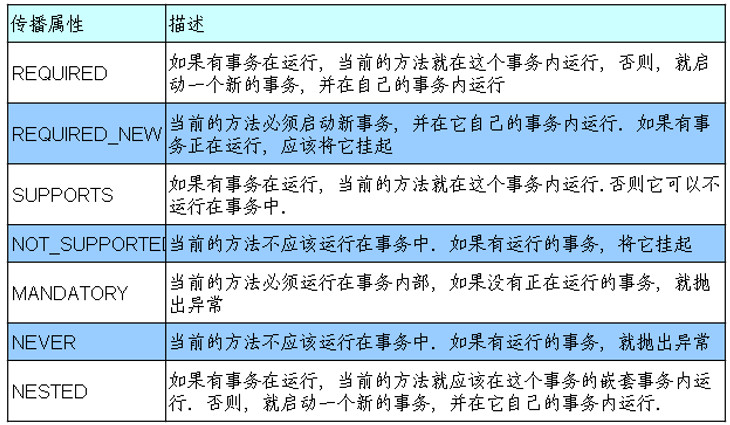 传播属性
描述
REQUIRED
如果有事务在运行，当前的方法就在这个事务内运行，否则，就启
动一个新的事务，并在自己的事务内运行
REQUIRED_NEW
当前的方法必须启动新事务，并在它自己的事务内运行．如果有事
务正在运行，应该将它挂起
SUPPORTS
如果有事务在运行，当前的方法就在这个事务内运行．否则它可以不
运行在事务中．
NOT_SUPPORTED
当前的方法不应该运行在事务中．如果有运行的事务，将它挂起
MANDATORY
当前的方法必须运行在事务内部，如果没有正在运行的事务，就抛
出异常
NEVER
当前的方法不应该运行在事务中．如果有运行的事务，就抛出异常
NESTED
如果有事务在运行，当前的方法就应该在这个事务的嵌套事务内运
行．否则，就启动一个新的事务，并在它自己的事务内运行．